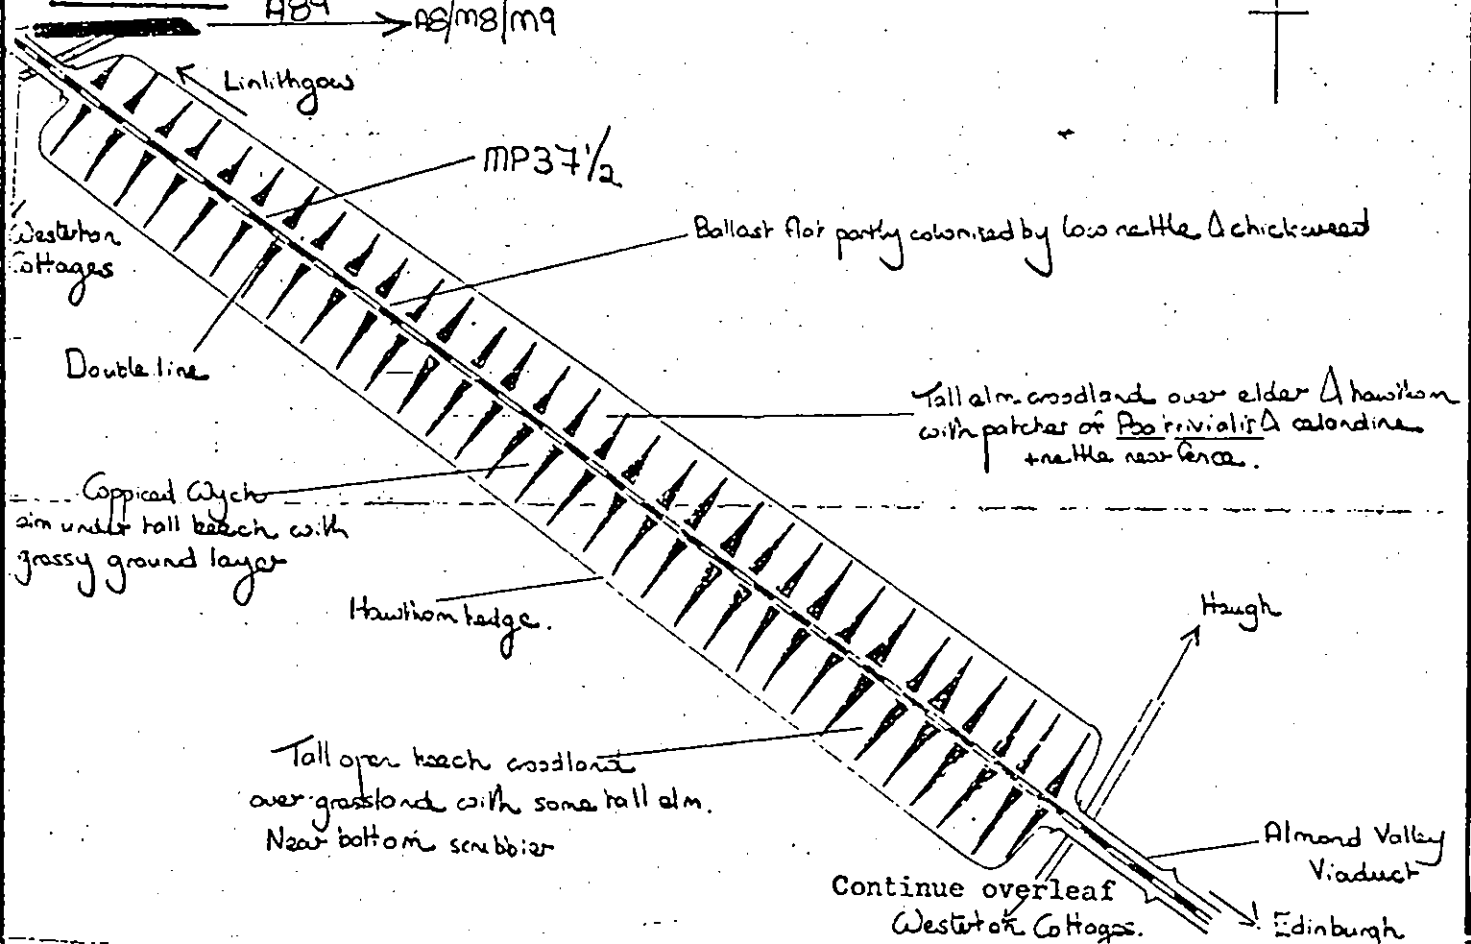 A89
A8/M8/M9
Linlithgow
MP37½
Westerton
Cottages
Ballast flat partly colonised by low nettle Δ chickweed
Double line
Tall elm woodland over elder Δ hawthorn
with patches of Poa trivialis Δ celandine
+ nettle near fence.
Coppiced Wych
elm under tall beech with
grassy ground layer
Hawthorn hedge.
Haugh
Tall open beech woodland
over grassland with some tall elm.
Near bottom scrubbier
Almond Valley
Viaduct
Continue overleaf
Westerton Cottages.
Edinburgh